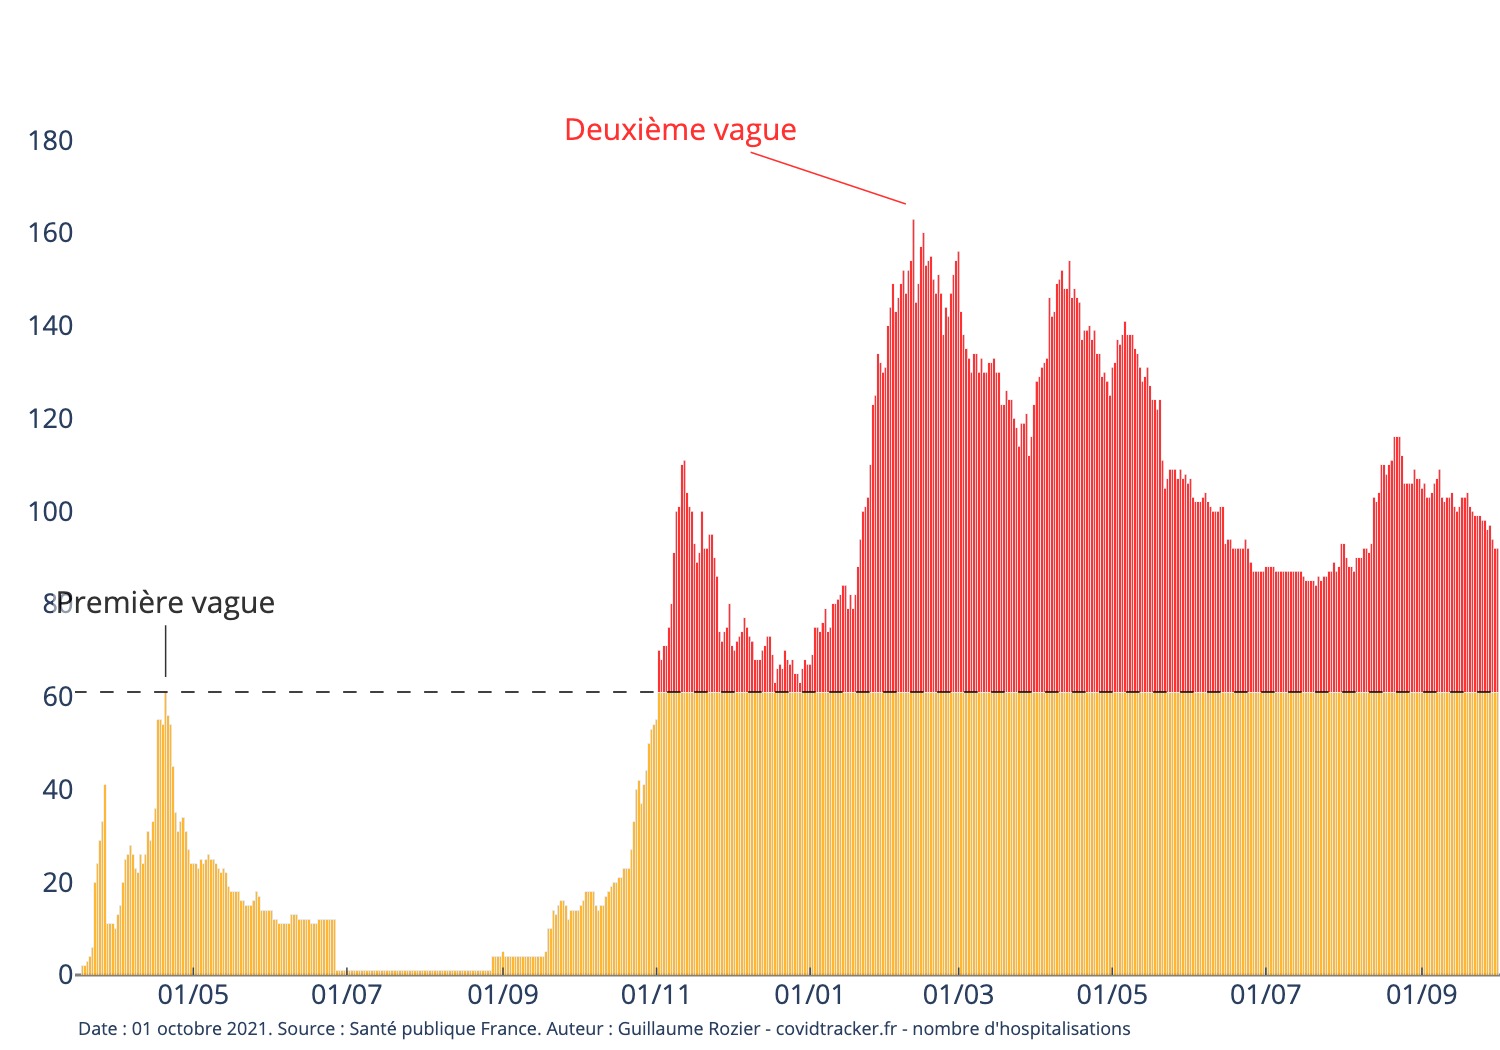 Deuxième vague
180
160
140
120
100
80
Première vague
60
40
20
0
01/05 01/07 01/09 01/11 01/01 01/03 01/05 01/07 01/09
Date : 01 octobre 2021. Source : Santé publique France. Auteur : Guillaume Rozier - covidtracker.fr - nombre d'hospitalisations